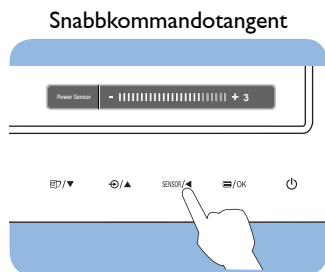 Snabbkommandotangent
Power Sensor - + 3
/▼ /▲ SENSOR/◄ /OK